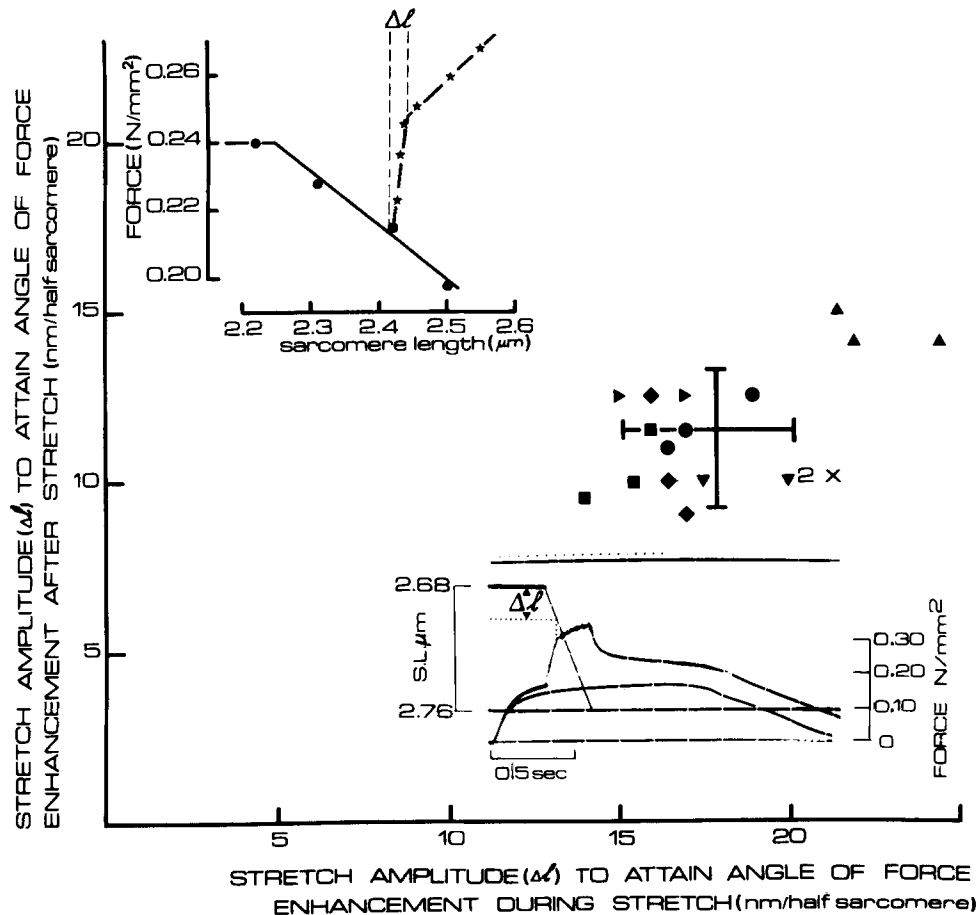 STRETCH AMPLITUDE (Δℓ) TO ATTAIN ANGLE OF FORCE
ENHANCEMENT AFTER STRETCH (nm/half sarcomere)
20
15
10
5
Δℓ
FORCE (N/mm²)
0.26
0.24
0.22
0.20
2.2 2.3 2.4 2.5 2.6
sarcomere length (μm)
2 ×
S.L. μm
2.68
2.76
Δℓ
0.30
0.20
0.10
0
FORCE N/mm²
0.5 sec
5 10 15 20
STRETCH AMPLITUDE (Δℓ) TO ATTAIN ANGLE OF FORCE
ENHANCEMENT DURING STRETCH (nm/half sarcomere)